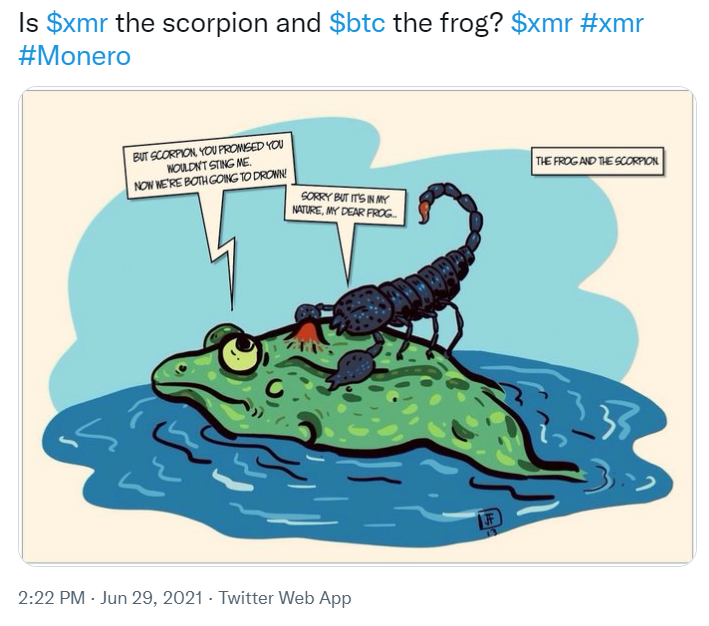 Is $xmr the scorpion and $btc the frog? $xmr #xmr
#Monero
BUT SCORPION, YOU PROMISED YOU
WOULDN'T STING ME.
NOW WE'RE BOTH GOING TO DROWN!
SORRY BUT IT'S IN MY
NATURE, MY DEAR FROG..
THE FROG AND THE SCORPION.
2:22 PM · Jun 29, 2021 · Twitter Web App